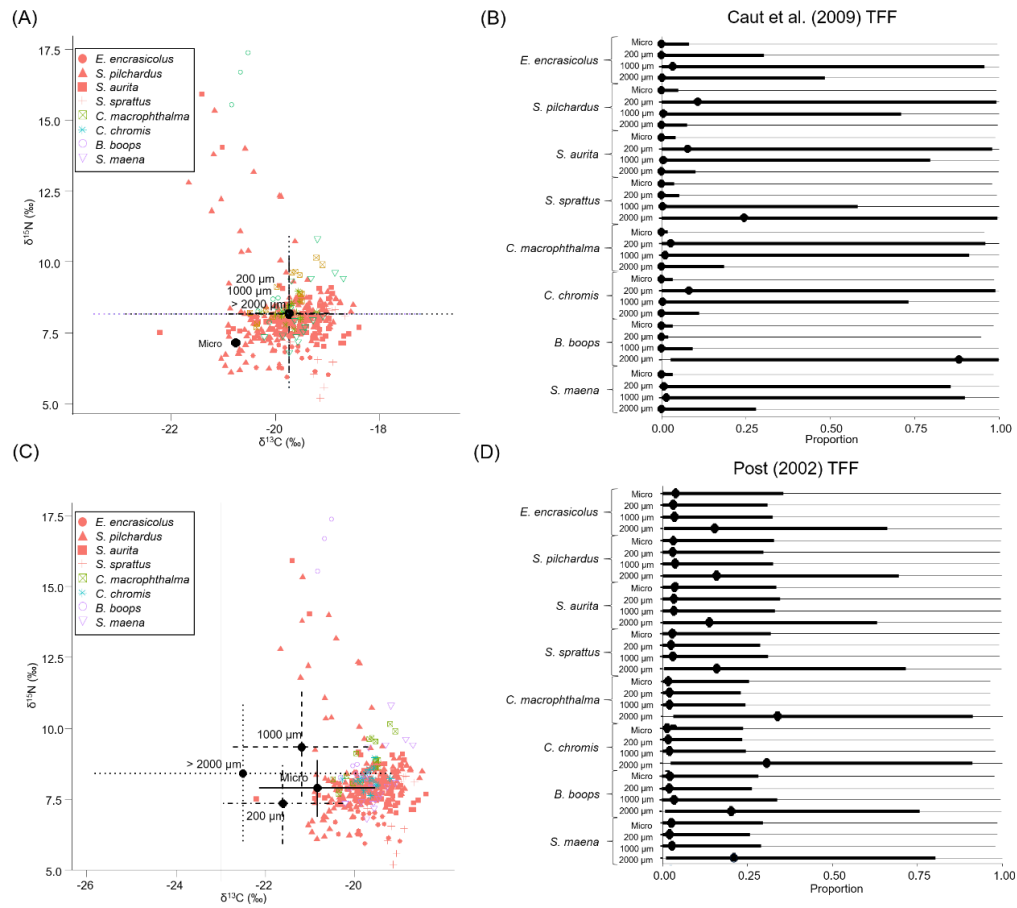 (A)
17.5
15.0
12.5
10.0
7.5
5.0
δ15N (‰)
E. encrasicolus
S. pilchardus
S. aurita
S. sprattus
C. macrophthalma
C. chromis
B. boops
S. maena
200 µm
1000 µm
> 2000 µm
Micro
-22
-20
-18
δ13C (‰)
(B)
Caut et al. (2009) TFF
E. encrasicolus
Micro
200 µm
1000 µm
2000 µm
S. pilchardus
Micro
200 µm
1000 µm
2000 µm
S. aurita
Micro
200 µm
1000 µm
2000 µm
S. sprattus
Micro
200 µm
1000 µm
2000 µm
C. macrophthalma
Micro
200 µm
1000 µm
2000 µm
C. chromis
Micro
200 µm
1000 µm
2000 µm
B. boops
Micro
200 µm
1000 µm
2000 µm
S. maena
Micro
200 µm
1000 µm
2000 µm
0.00
0.25
0.50
0.75
1.00
Proportion
(C)
17.5
15.0
12.5
10.0
7.5
5.0
δ15N (‰)
E. encrasicolus
S. pilchardus
S. aurita
S. sprattus
C. macrophthalma
C. chromis
B. boops
S. maena
1000 µm
> 2000 µm
Micro
200 µm
-26
-24
-22
-20
δ13C (‰)
(D)
Post (2002) TFF
E. encrasicolus
Micro
200 µm
1000 µm
2000 µm
S. pilchardus
Micro
200 µm
1000 µm
2000 µm
S. aurita
Micro
200 µm
1000 µm
2000 µm
S. sprattus
Micro
200 µm
1000 µm
2000 µm
C. macrophthalma
Micro
200 µm
1000 µm
2000 µm
C. chromis
Micro
200 µm
1000 µm
2000 µm
B. boops
Micro
200 µm
1000 µm
2000 µm
S. maena
Micro
200 µm
1000 µm
2000 µm
0.00
0.25
0.50
0.75
1.00
Proportion